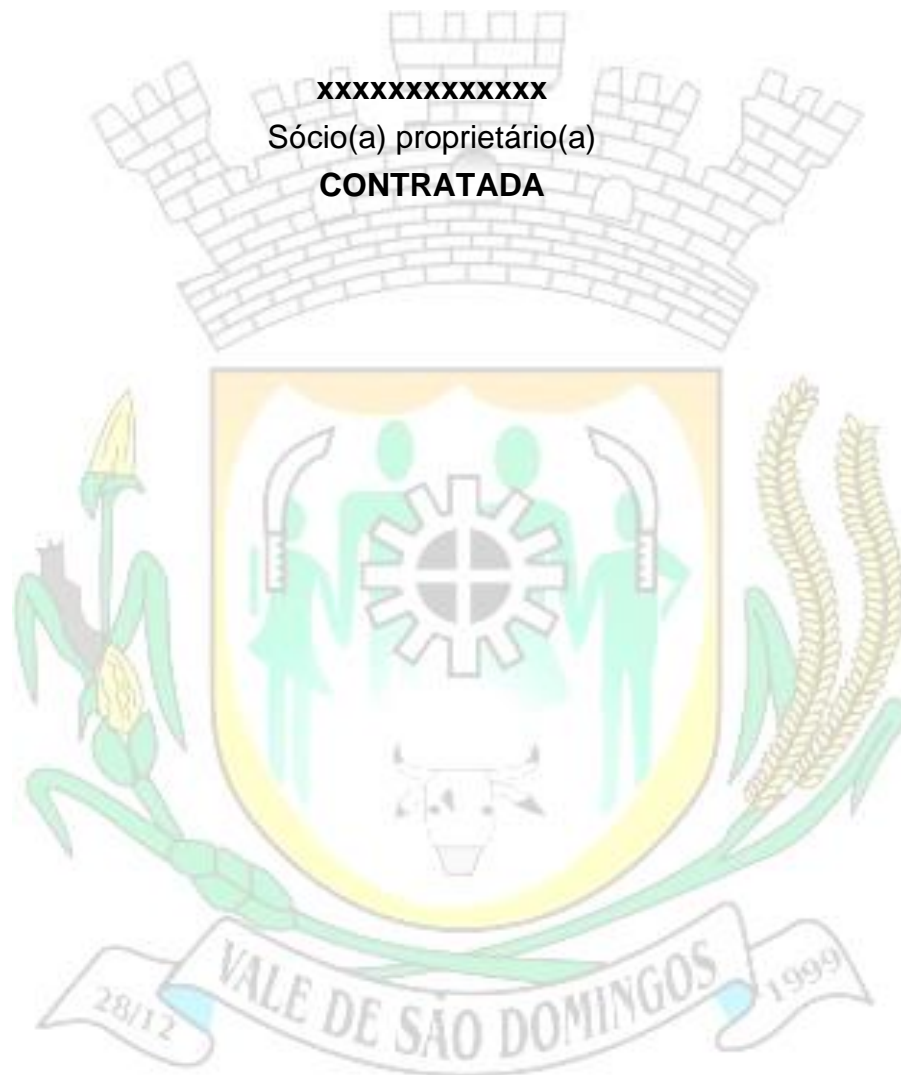 xxxxxxxxxxxxx
Sócio(a) proprietário(a)
CONTRATADA
28/12
VALE DE SÃO DOMINGOS
1999